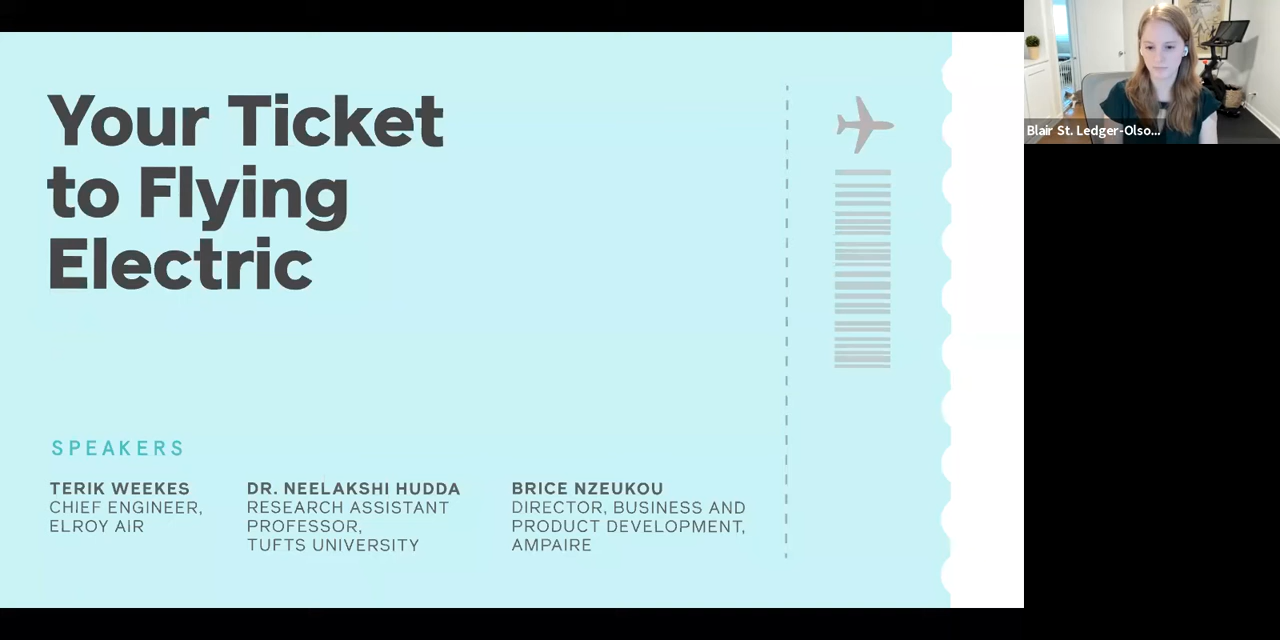 Your Ticket
to Flying
Electric
SPEAKERS
TERIK WEEKES
CHIEF ENGINEER,
ELROY AIR
DR. NEELAKSHI HUDDA
RESEARCH ASSISTANT
PROFESSOR,
TUFTS UNIVERSITY
BRICE NZEUKOU
DIRECTOR, BUSINESS AND
PRODUCT DEVELOPMENT,
AMPAIRE
Blair St. Ledger-Olso...